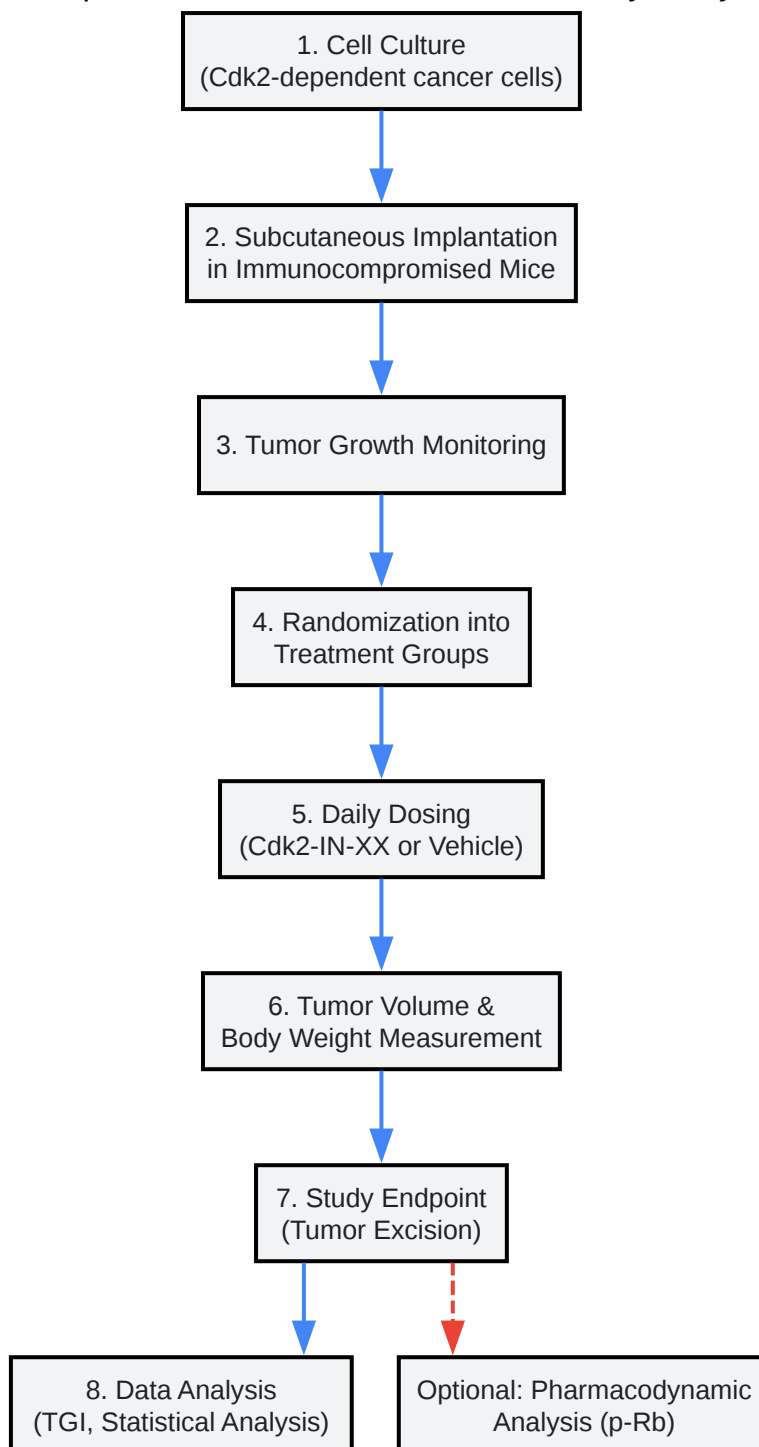 1. Cell Culture
(Cdk2-dependent cancer cells)
2. Subcutaneous Implantation
in Immunocompromised Mice
3. Tumor Growth Monitoring
4. Randomization into
Treatment Groups
5. Daily Dosing
(Cdk2-IN-XX or Vehicle)
6. Tumor Volume &
Body Weight Measurement
7. Study Endpoint
(Tumor Excision)
8. Data Analysis
(TGI, Statistical Analysis)
Optional: Pharmacodynamic
Analysis (p-Rb)